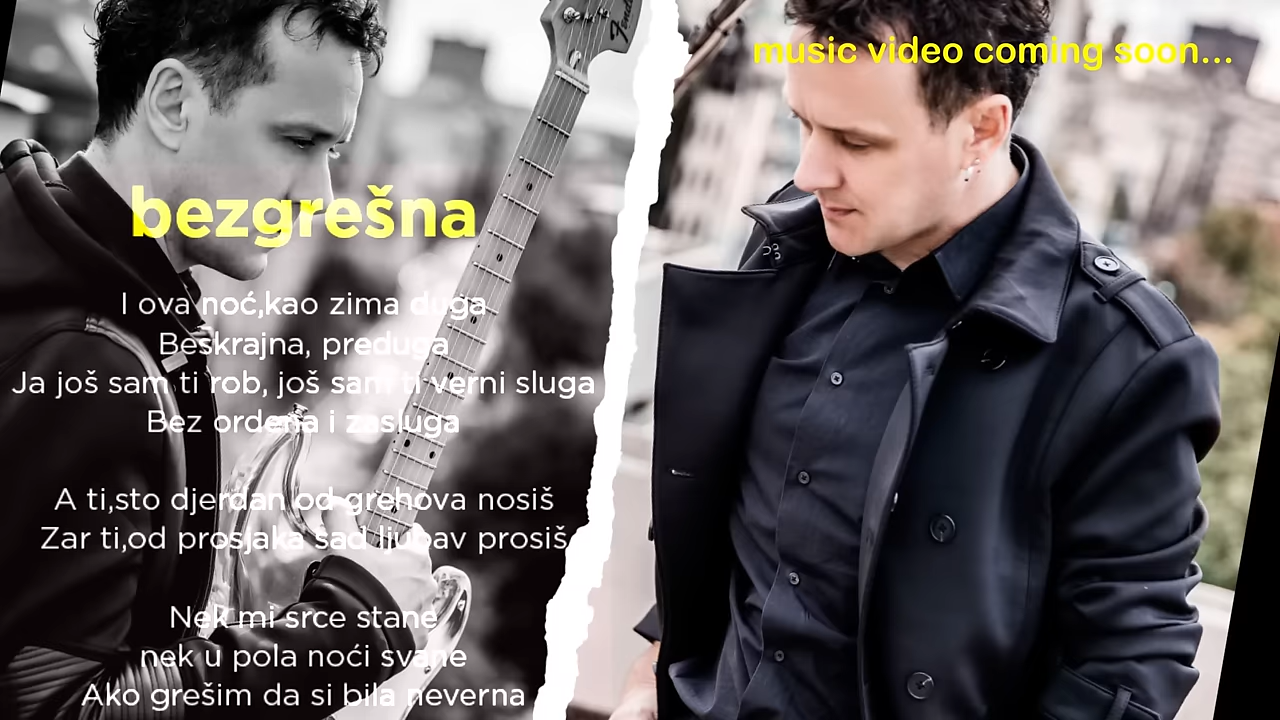 Fender
music video coming soon...
bezgrešna
I ova noć,kao zima duga
Beskrajna, preduga
Ja još sam ti rob, još sam ti verni sluga
Bez ordena i zasluga
A ti,sto djerdan od grehova nosiš
Zar ti,od prosjaka sad ljubav prosiš
Nek mi srce stane
nek u pola noći svane
Ako grešim da si bila neverna